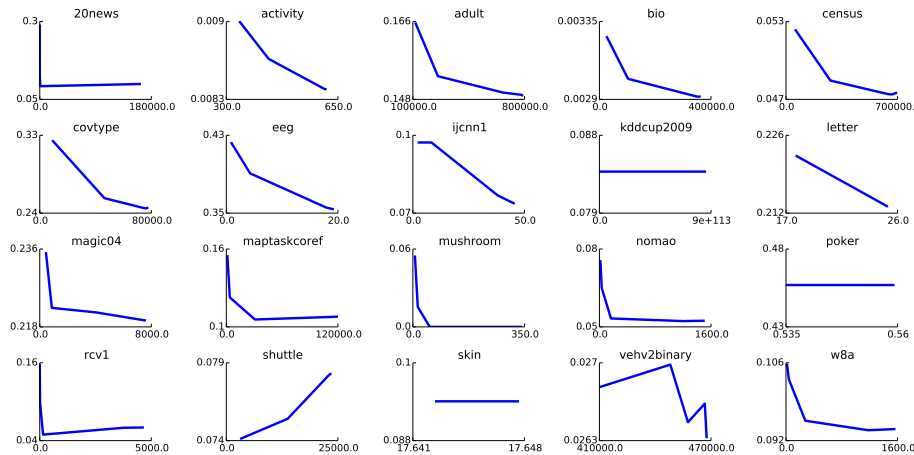 20news activity adult bio census
0.3 0.009 0.166 0.00335 0.053
0.05 0.0083 0.148 0.0029 0.047
0.0 180000.0 300.0 650.0 100000.0 800000.0 0.0 400000.0 0.0 700000.0
covtype eeg ijcnn1 kddcup2009 letter
0.33 0.43 0.1 0.088 0.226
0.24 0.35 0.07 0.079 0.212
0.0 80000.0 0.0 20.0 0.0 50.0 0.0 9e+113 17.0 26.0
magic04 maptaskcoref mushroom nomao poker
0.236 0.16 0.06 0.08 0.48
0.218 0.1 0.0 0.05 0.43
0.0 8000.0 0.0 120000.0 0.0 350.0 0.0 1600.0 0.535 0.56
rcv1 shuttle skin vehv2binary w8a
0.16 0.079 0.1 0.027 0.106
0.04 0.074 0.088 0.0263 0.092
0.0 5000.0 0.0 25000.0 17.641 17.648 410000.0 470000.0 0.0 1600.0